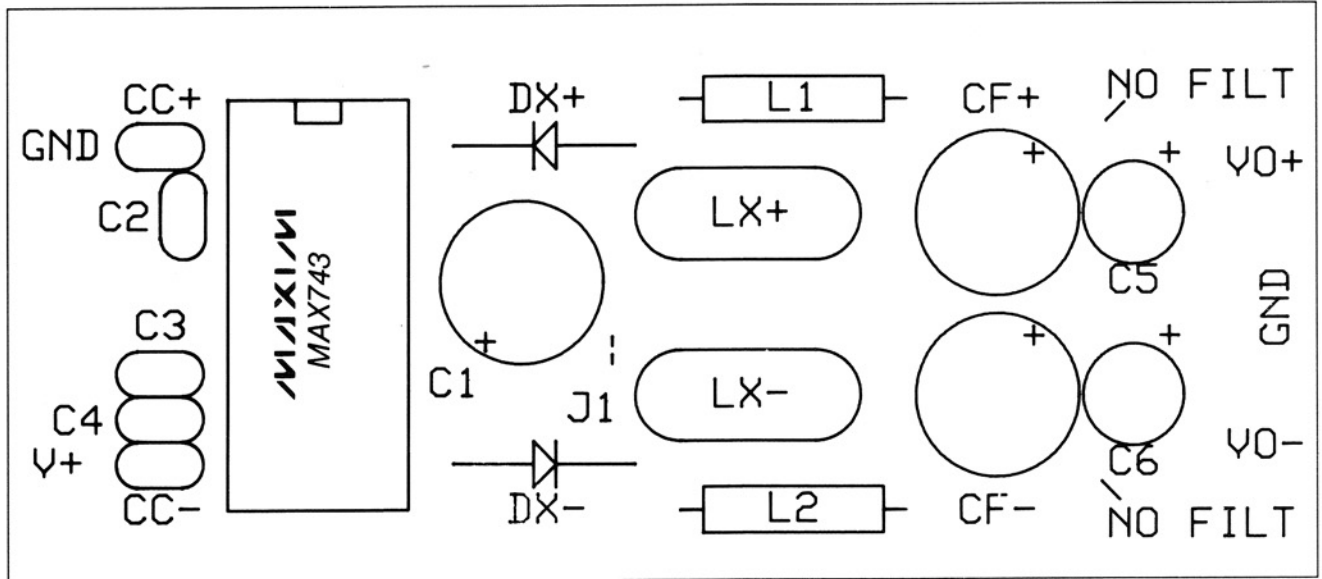 NO FILT
CC+
DX+
L1
CF+
GND
VO+
C2
LX+
+
+
MAXIM
MAX743
C5
GND
C3
+
C1
J1
LX-
+
+
C4
V+
VO-
C6
CC-
DX-
L2
CF-
NO FILT